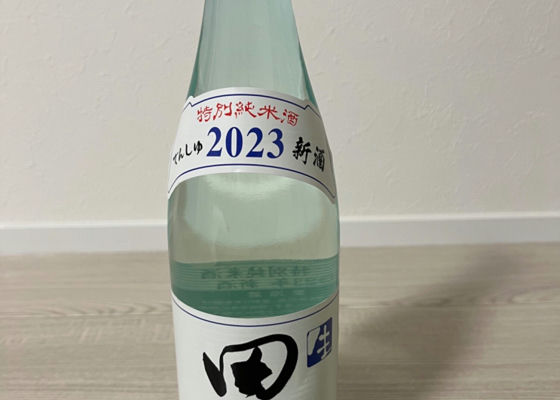 特別純米酒
でんしゅ 2023 新酒
生
田